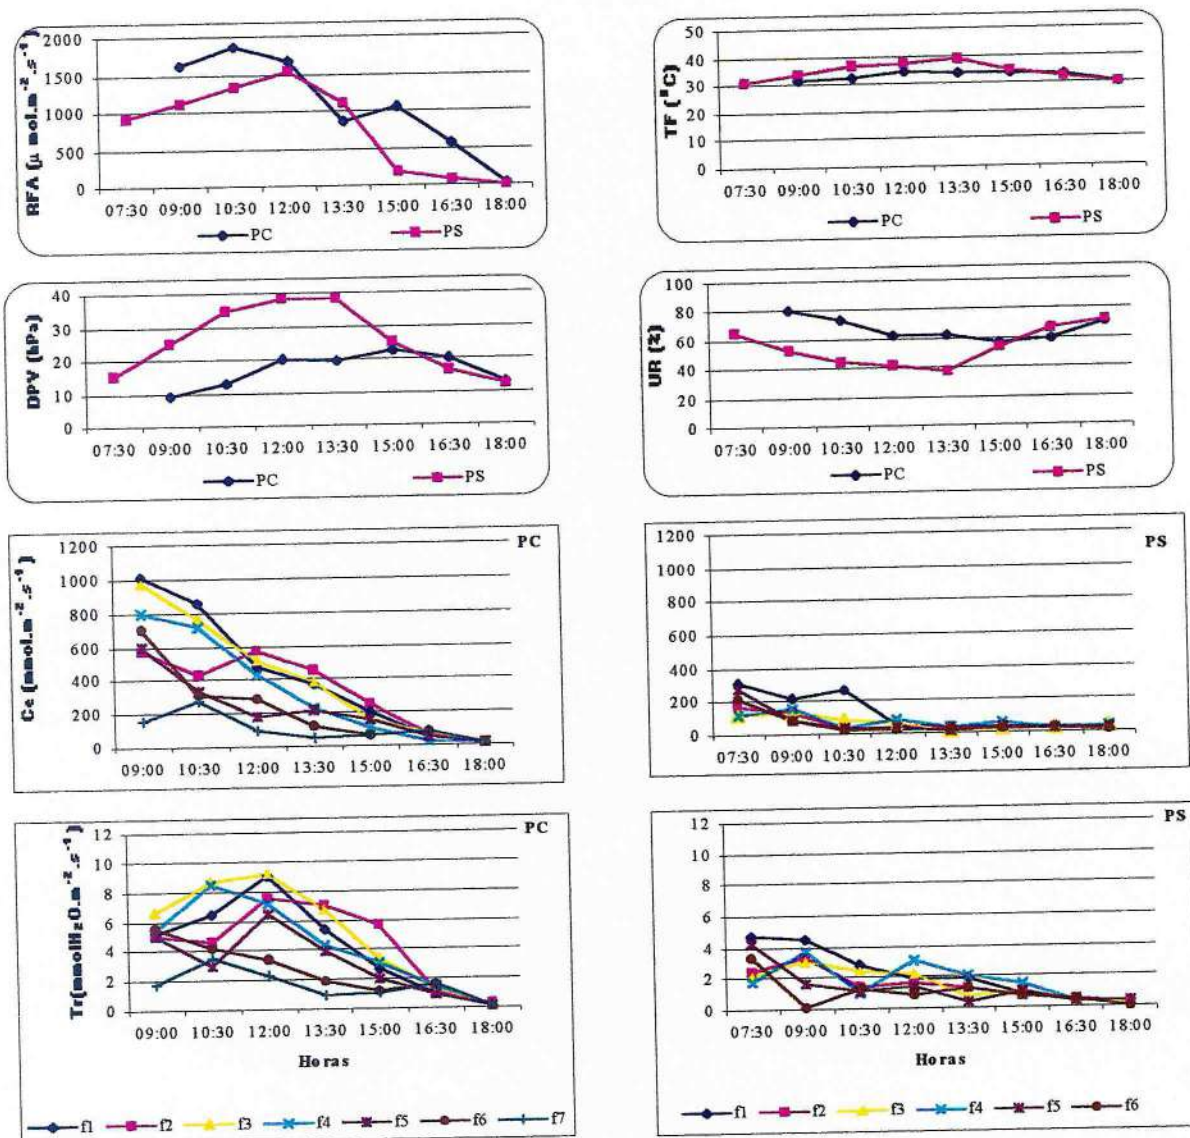 RFA (µ mol.m⁻².s⁻¹)
2000
1500
1000
500
0
07:30 09:00 10:30 12:00 13:30 15:00 16:30 18:00
PC PS
TF (ºC)
50
40
30
20
10
0
07:30 09:00 10:30 12:00 13:30 15:00 16:30 18:00
PC PS
DPV (hPa)
40
30
20
10
0
07:30 09:00 10:30 12:00 13:30 15:00 16:30 18:00
PC PS
UR (%)
100
80
60
40
20
0
07:30 09:00 10:30 12:00 13:30 15:00 16:30 18:00
PC PS
PC
Ce (mmol.m⁻².s⁻¹)
1200
1000
800
600
400
200
0
09:00 10:30 12:00 13:30 15:00 16:30 18:00
PS
1200
1000
800
600
400
200
0
07:30 09:00 10:30 12:00 13:30 15:00 16:30 18:00
PC
Tr(mmolH₂O.m⁻².s⁻¹)
12
10
8
6
4
2
0
09:00 10:30 12:00 13:30 15:00 16:30 18:00
Horas
f1 f2 f3 f4 f5 f6 f7
PS
12
10
8
6
4
2
0
07:30 09:00 10:30 12:00 13:30 15:00 16:30 18:00
Horas
f1 f2 f3 f4 f5 f6